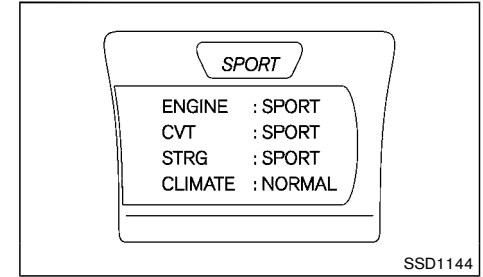 SPORT
ENGINE : SPORT
CVT : SPORT
STRG : SPORT
CLIMATE : NORMAL
SSD1144